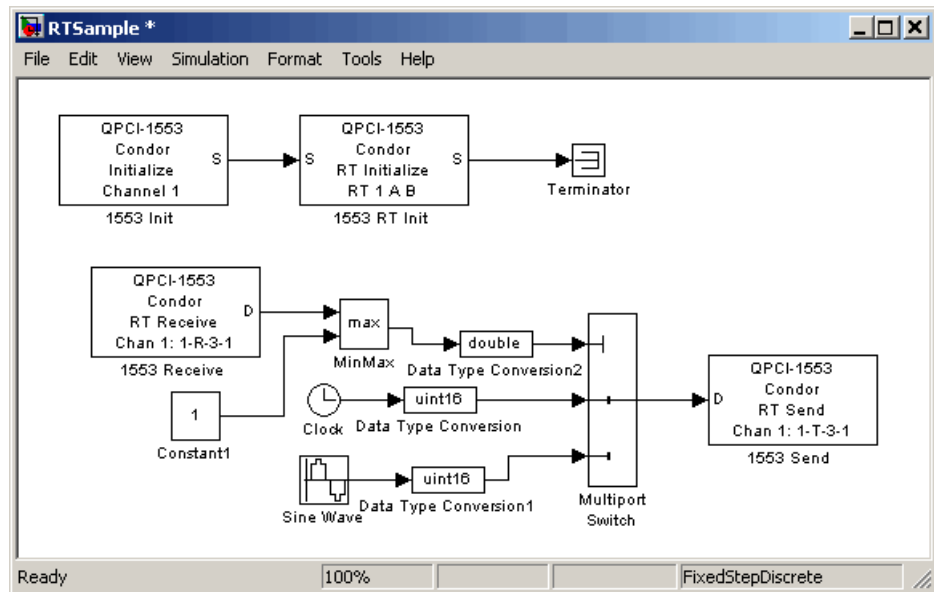 RTSample *
File Edit View Simulation Format Tools Help
QPCI-1553
Condor
Initialize
Channel 1
S
1553 Init
QPCI-1553
Condor
RT Initialize
RT 1 A B
S
S
1553 RT Init
Terminator
QPCI-1553
Condor
RT Receive
Chan 1: 1-R-3-1
D
1553 Receive
1
Constant1
max
MinMax
double
Data Type Conversion2
Clock
uint16
Data Type Conversion
Sine Wave
uint16
Data Type Conversion1
Multiport
Switch
QPCI-1553
Condor
RT Send
Chan 1: 1-T-3-1
D
1553 Send
Ready 100% FixedStepDiscrete